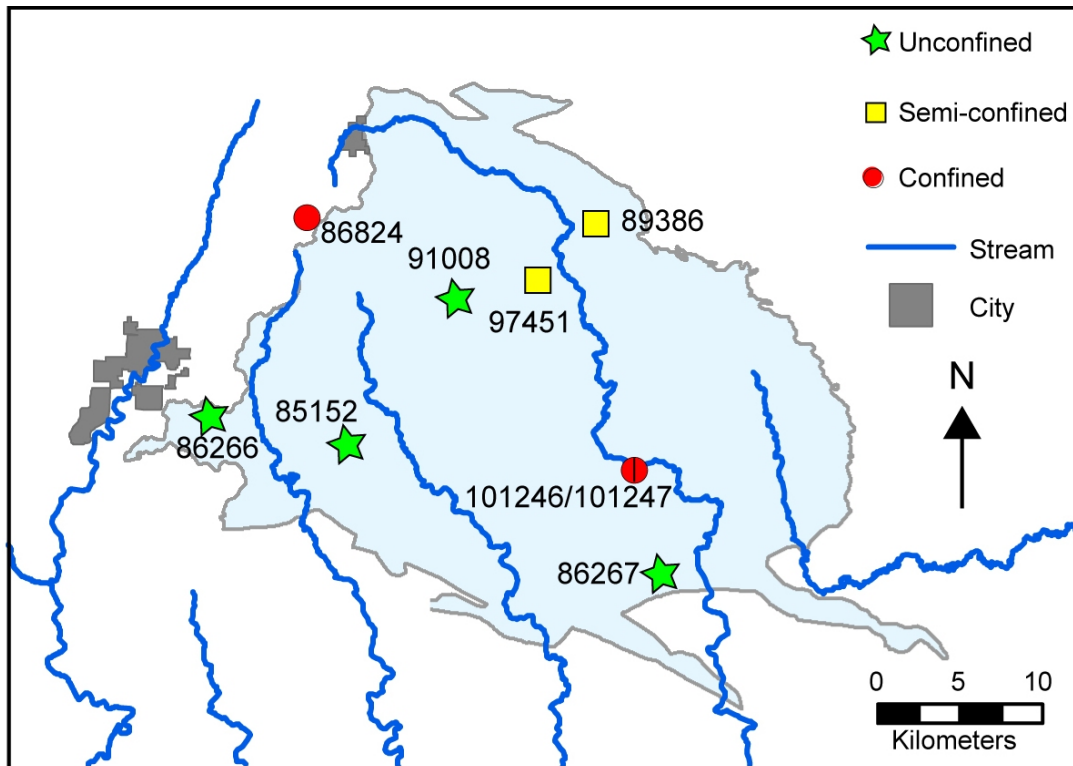 Unconfined
Semi-confined
Confined
Stream
City
N
86824
89386
91008
97451
85152
86266
101246/101247
86267
0 5 10
Kilometers